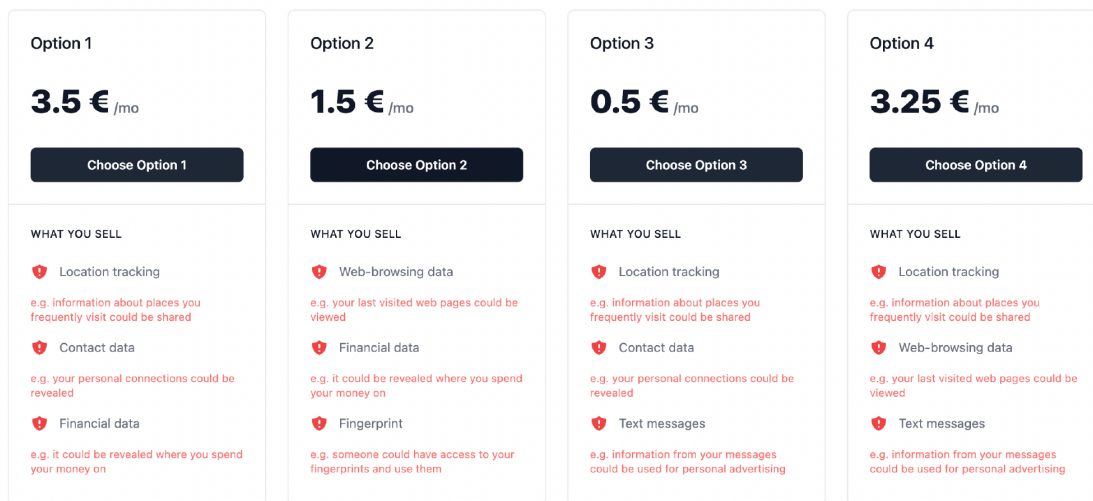 Option 1
3.5 € /mo
Choose Option 1
WHAT YOU SELL
Location tracking
e.g. information about places you
frequently visit could be shared
Contact data
e.g. your personal connections could be
revealed
Financial data
e.g. it could be revealed where you spend
your money on
Option 2
1.5 € /mo
Choose Option 2
WHAT YOU SELL
Web-browsing data
e.g. your last visited web pages could be
viewed
Financial data
e.g. it could be revealed where you spend
your money on
Fingerprint
e.g. someone could have access to your
fingerprints and use them
Option 3
0.5 € /mo
Choose Option 3
WHAT YOU SELL
Location tracking
e.g. information about places you
frequently visit could be shared
Contact data
e.g. your personal connections could be
revealed
Text messages
e.g. information from your messages
could be used for personal advertising
Option 4
3.25 € /mo
Choose Option 4
WHAT YOU SELL
Location tracking
e.g. information about places you
frequently visit could be shared
Web-browsing data
e.g. your last visited web pages could be
viewed
Text messages
e.g. information from your messages
could be used for personal advertising